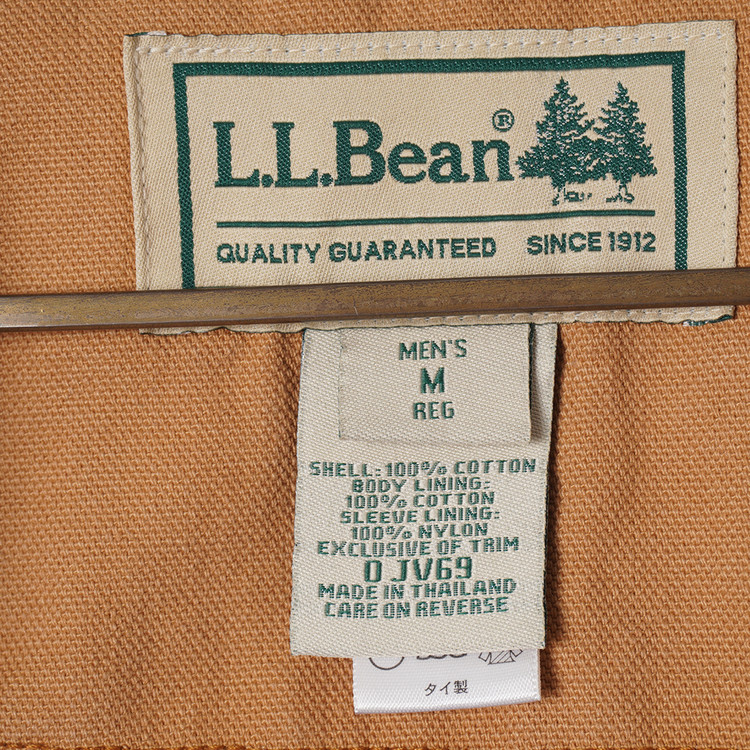 L.L.Bean®
QUALITY GUARANTEED SINCE 1912
MEN'S
M
REG
SHELL: 100% COTTON
BODY LINING:
100% COTTON
SLEEVE LINING:
100% NYLON
EXCLUSIVE OF TRIM
0 JV69
MADE IN THAILAND
CARE ON REVERSE
タイ製